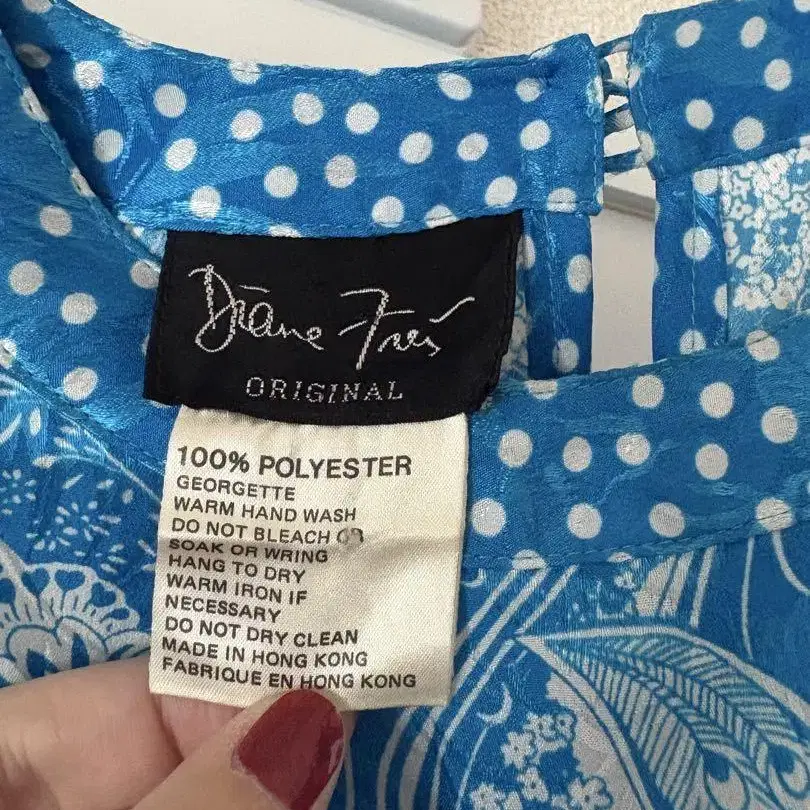 Diane Freis
ORIGINAL
100% POLYESTER
GEORGETTE
WARM HAND WASH
DO NOT BLEACH OR
SOAK OR WRING
HANG TO DRY
WARM IRON IF
NECESSARY
DO NOT DRY CLEAN
MADE IN HONG KONG
FABRIQUE EN HONG KONG